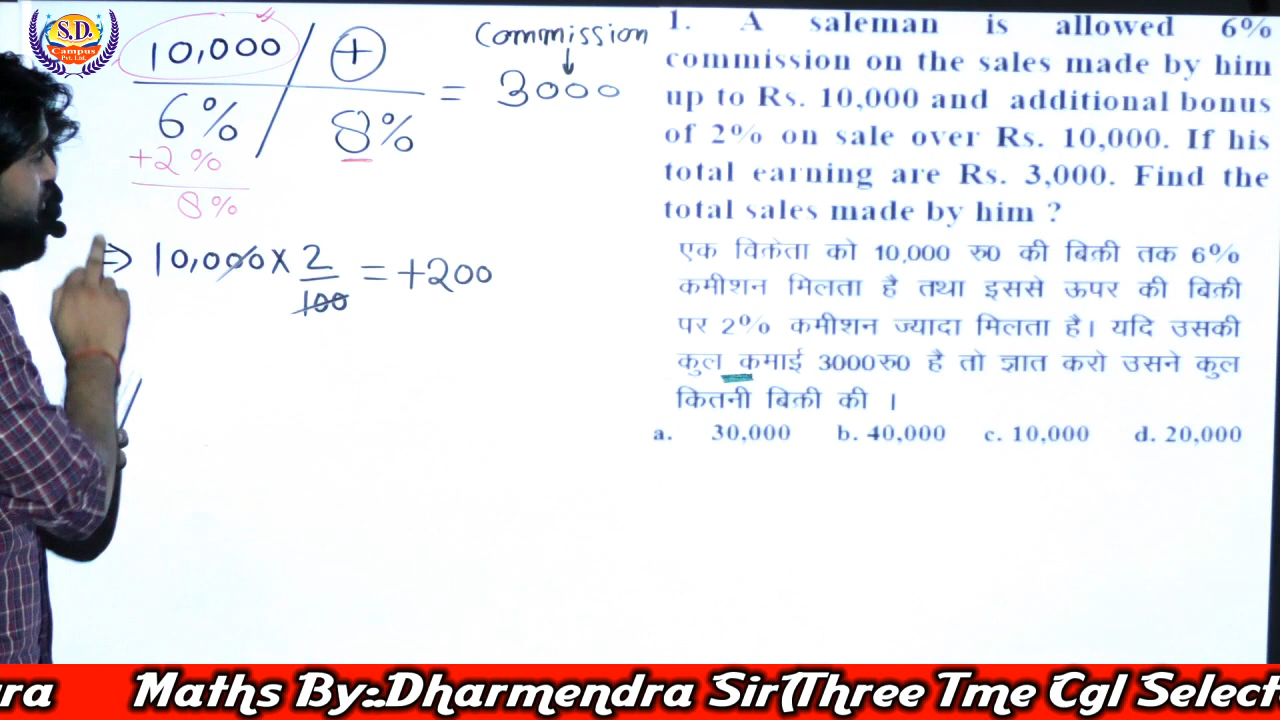 S.D.
Campus
Pvt. Ltd.
10,000 / +
6% / 8% = 3000
Commission
+2%
8%
⇒ 10,000 × 2/100 = +200
1. A saleman is allowed 6%
commission on the sales made by him
up to Rs. 10,000 and additional bonus
of 2% on sale over Rs. 10,000. If his
total earning are Rs. 3,000. Find the
total sales made by him ?
एक विक्रेता को 10,000 रु0 की बिक्री तक 6%
कमीशन मिलता है तथा इससे ऊपर की बिक्री
पर 2% कमीशन ज्यादा मिलता है। यदि उसकी
कुल कमाई 3000रु0 है तो ज्ञात करो उसने कुल
कितनी बिक्री की ।
a. 30,000 b. 40,000 c. 10,000 d. 20,000
ra Maths By:-Dharmendra Sir(Three Tme Cgl Select